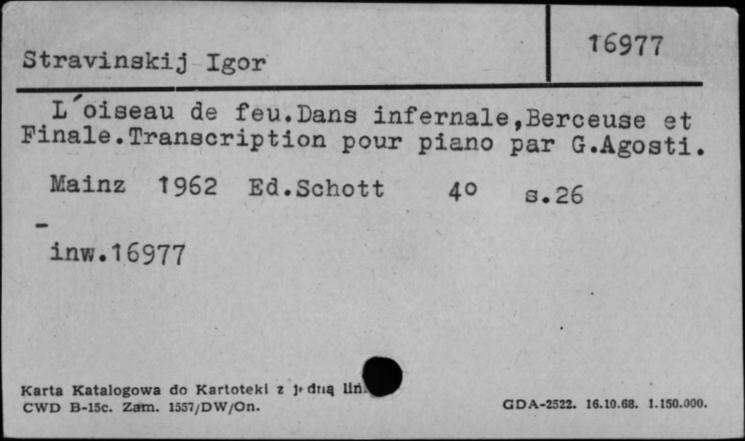 16977
Stravinskij Igor
L'oiseau de feu.Dans infernale,Berceuse et
Finale.Transcription pour piano par G.Agosti.
Mainz 1962 Ed.Schott 4o s.26
-
inw.16977
Karta Katalogowa do Kartoteki z
CWD B-15c. Zam. 1557/DW/On.
GDA-2522. 16.10.68. 1.150.000.